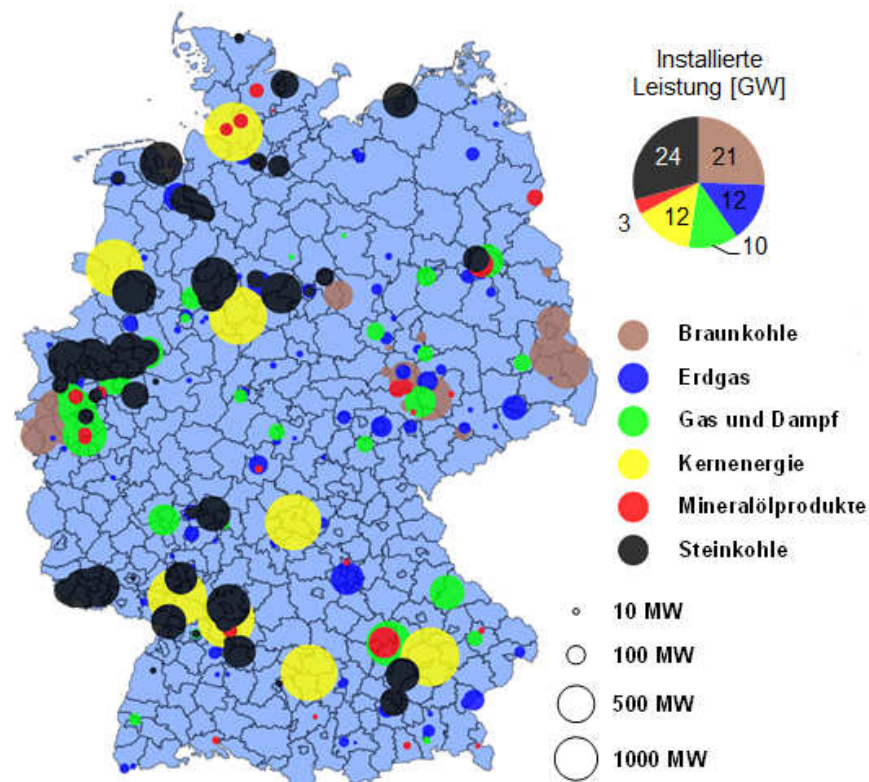 Installierte
Leistung [GW]
24
21
12
12
3
10
Braunkohle
Erdgas
Gas und Dampf
Kernenergie
Mineralölprodukte
Steinkohle
10 MW
100 MW
500 MW
1000 MW